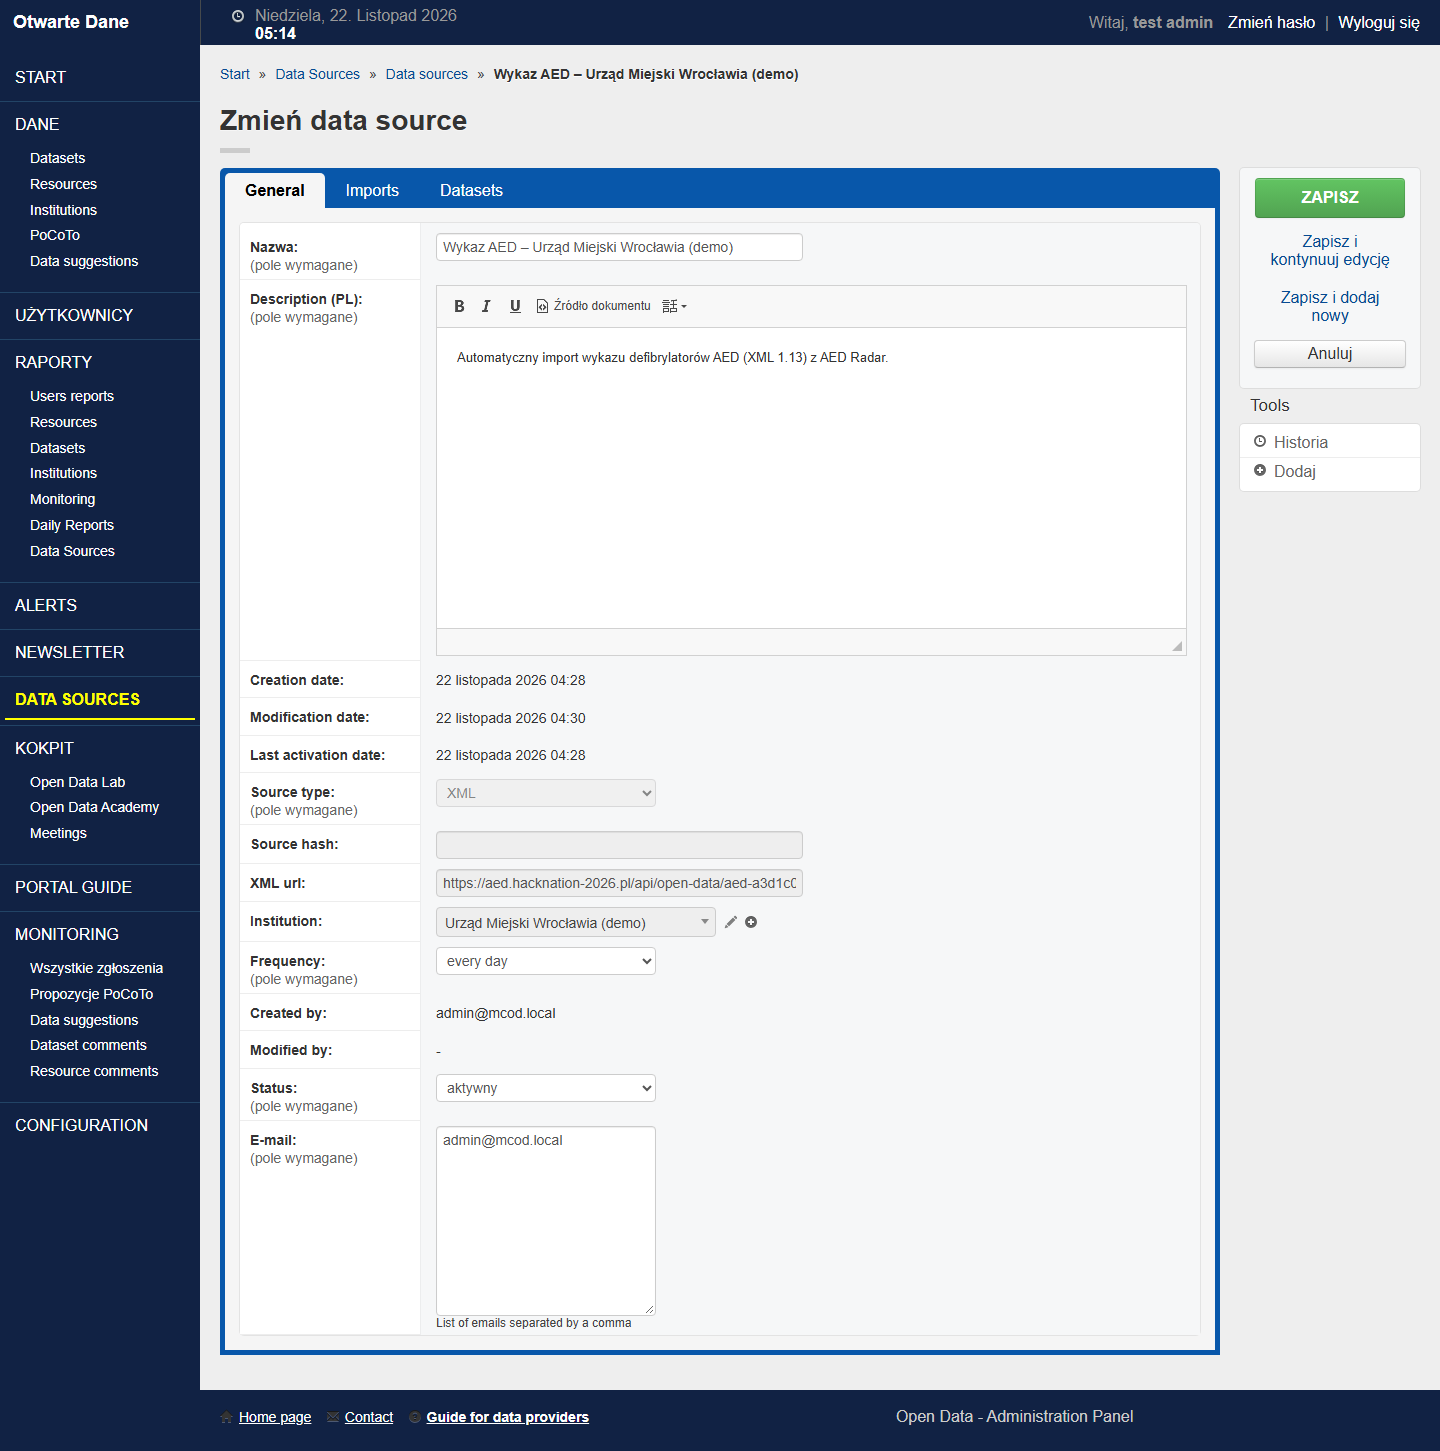 Otwarte Dane
Niedziela, 22. Listopad 2026
05:14
Witaj, test admin Zmień hasło | Wyloguj się
START
DANE
Datasets
Resources
Institutions
PoCoTo
Data suggestions
UŻYTKOWNICY
RAPORTY
Users reports
Resources
Datasets
Institutions
Monitoring
Daily Reports
Data Sources
ALERTS
NEWSLETTER
DATA SOURCES
KOKPIT
Open Data Lab
Open Data Academy
Meetings
PORTAL GUIDE
MONITORING
Wszystkie zgłoszenia
Propozycje PoCoTo
Data suggestions
Dataset comments
Resource comments
CONFIGURATION
Start » Data Sources » Data sources » Wykaz AED – Urząd Miejski Wrocławia (demo)
Zmień data source
General Imports Datasets
Nazwa:
(pole wymagane)
Wykaz AED – Urząd Miejski Wrocławia (demo)
Description (PL):
(pole wymagane)
B I U Źródło dokumentu
Automatyczny import wykazu defibrylatorów AED (XML 1.13) z AED Radar.
Creation date: 22 listopada 2026 04:28
Modification date: 22 listopada 2026 04:30
Last activation date: 22 listopada 2026 04:28
Source type:
(pole wymagane)
XML
Source hash:
XML url: https://aed.hacknation-2026.pl/api/open-data/aed-a3d1c0
Institution: Urząd Miejski Wrocławia (demo)
Frequency:
(pole wymagane)
every day
Created by: admin@mcod.local
Modified by: -
Status:
(pole wymagane)
aktywny
E-mail:
(pole wymagane)
admin@mcod.local
List of emails separated by a comma
ZAPISZ
Zapisz i
kontynuuj edycję
Zapisz i dodaj
nowy
Anuluj
Tools
Historia
Dodaj
Home page Contact Guide for data providers
Open Data - Administration Panel